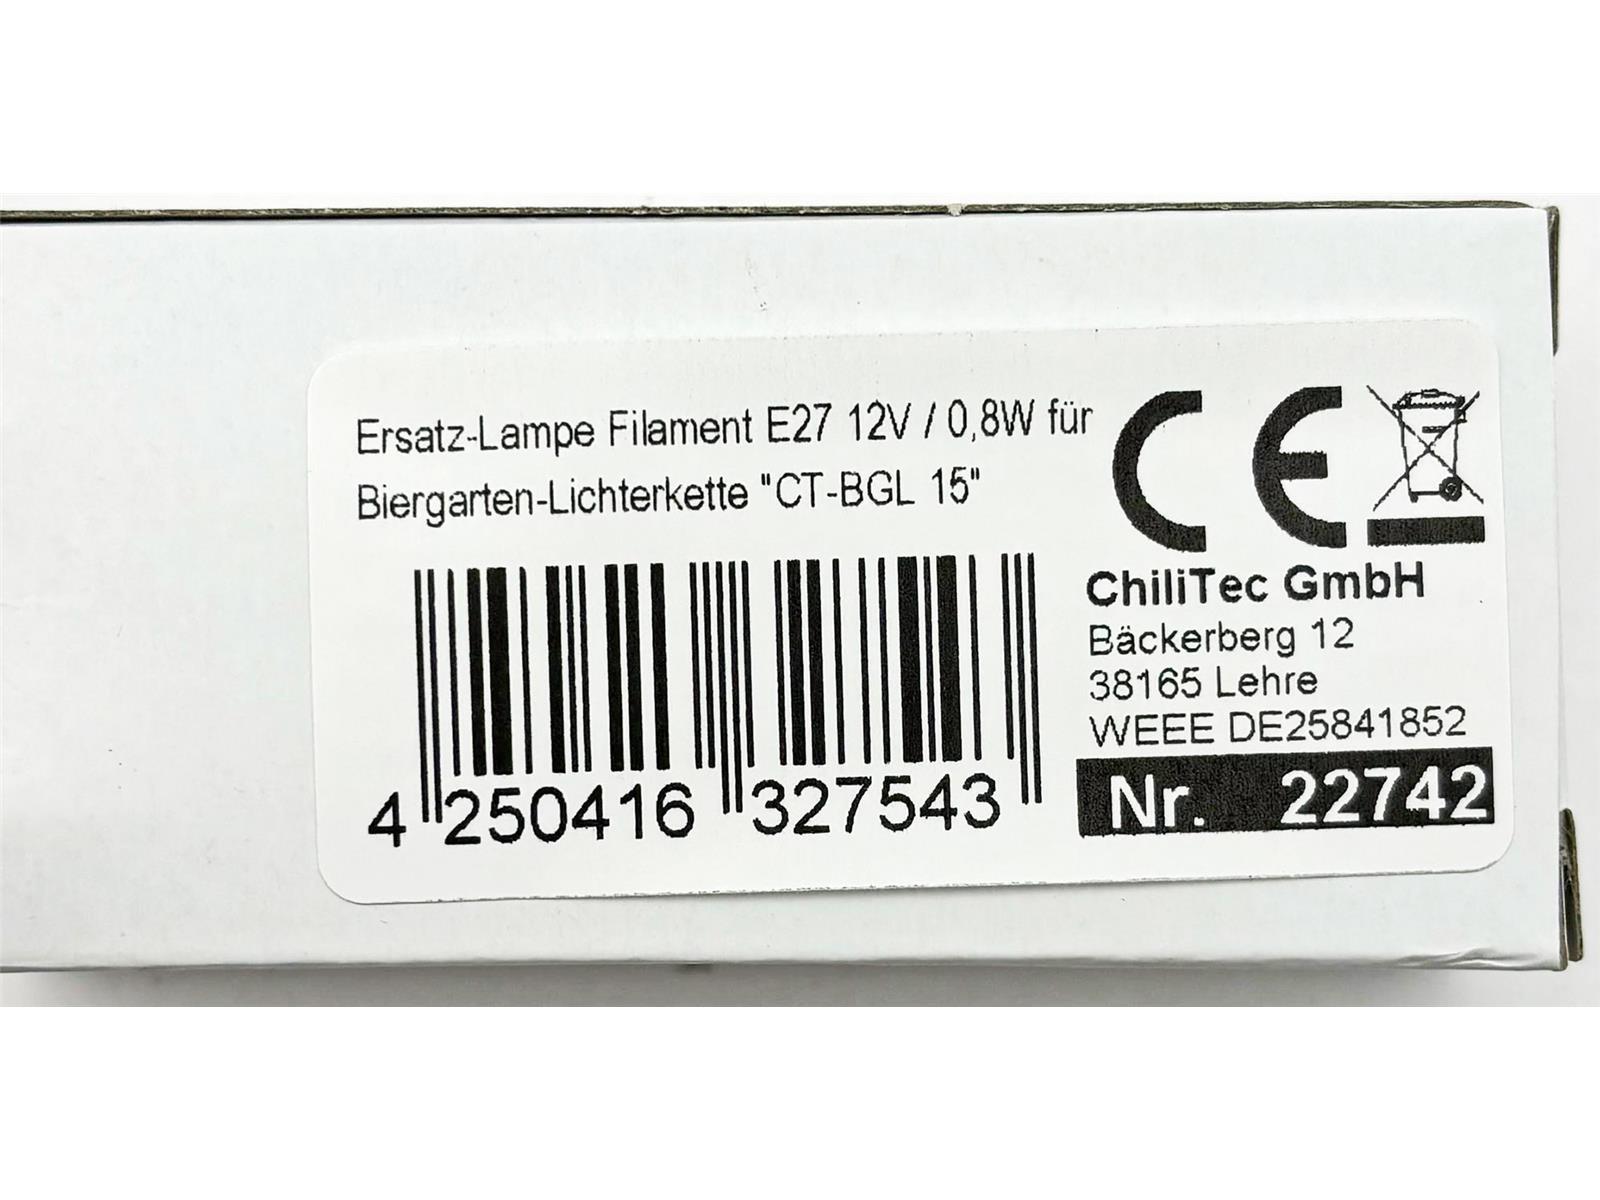 Ersatz-Lampe Filament E27 12V / 0,8W für
Biergarten-Lichterkette "CT-BGL 15"
CE
ChiliTec GmbH
Bäckerberg 12
38165 Lehre
WEEE DE25841852
Nr. 22742
4 250416 327543